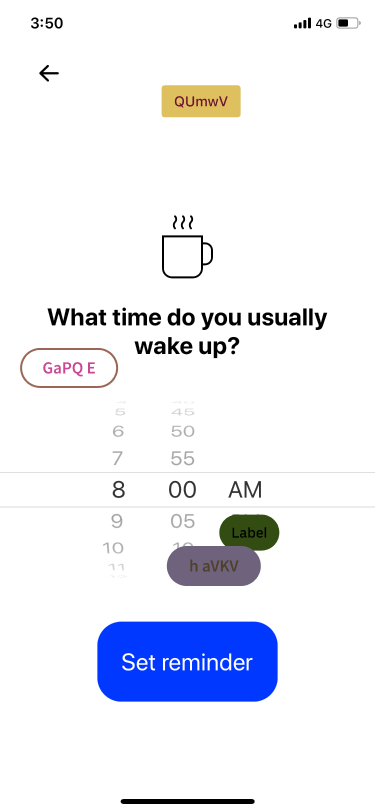 3:50
4G
QUmwV
What time do you usually
wake up?
GaPQ E
5 45
6 50
7 55
8 00 AM
9 05
10
Label
11
h aVKV
Set reminder